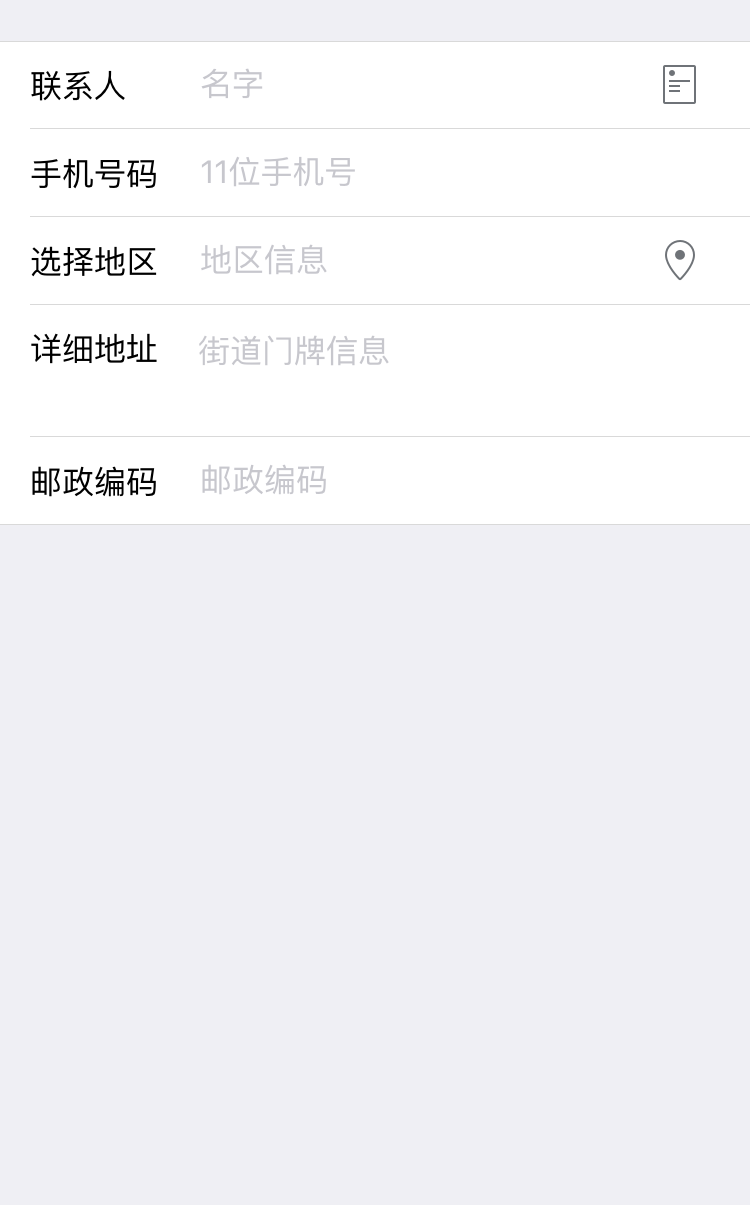 联系人 名字
手机号码 11位手机号
选择地区 地区信息
详细地址 街道门牌信息
邮政编码 邮政编码